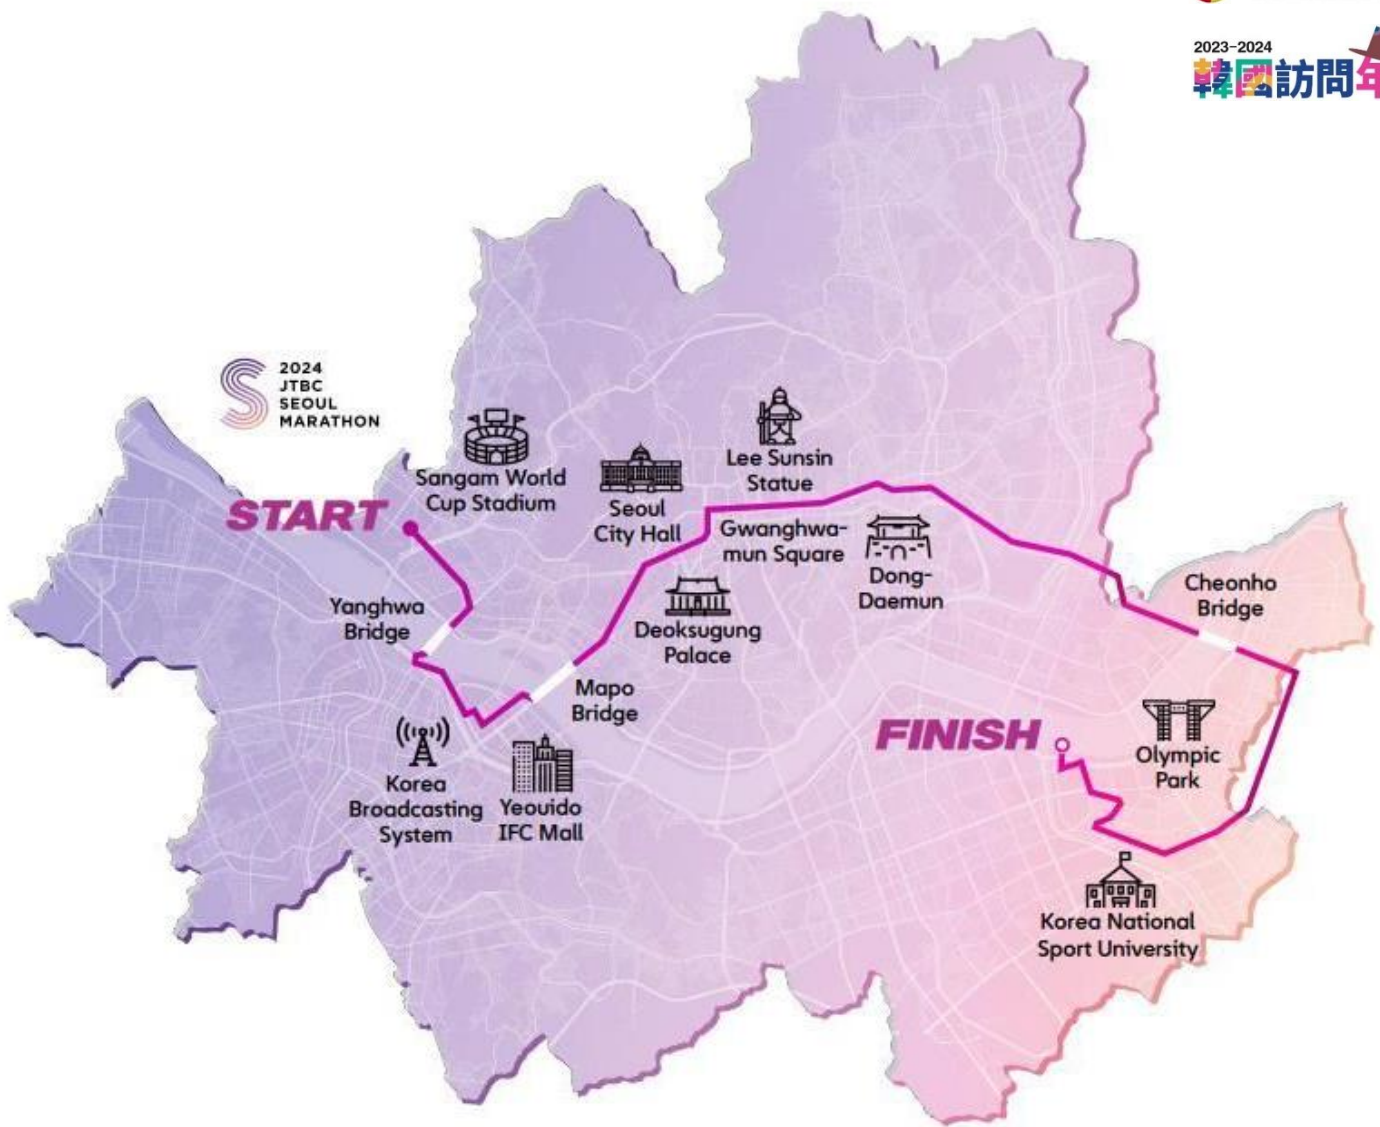 2023-2024
韓國訪問年
2024
JTBC
SEOUL
MARATHON
START
Sangam World
Cup Stadium
Seoul
City Hall
Lee Sunsin
Statue
Gwanghwa-
mun Square
Dong-
Daemun
Deoksugung
Palace
Yanghwa
Bridge
Mapo
Bridge
Cheonho
Bridge
Korea
Broadcasting
System
Yeouido
IFC Mall
FINISH
Olympic
Park
Korea National
Sport University